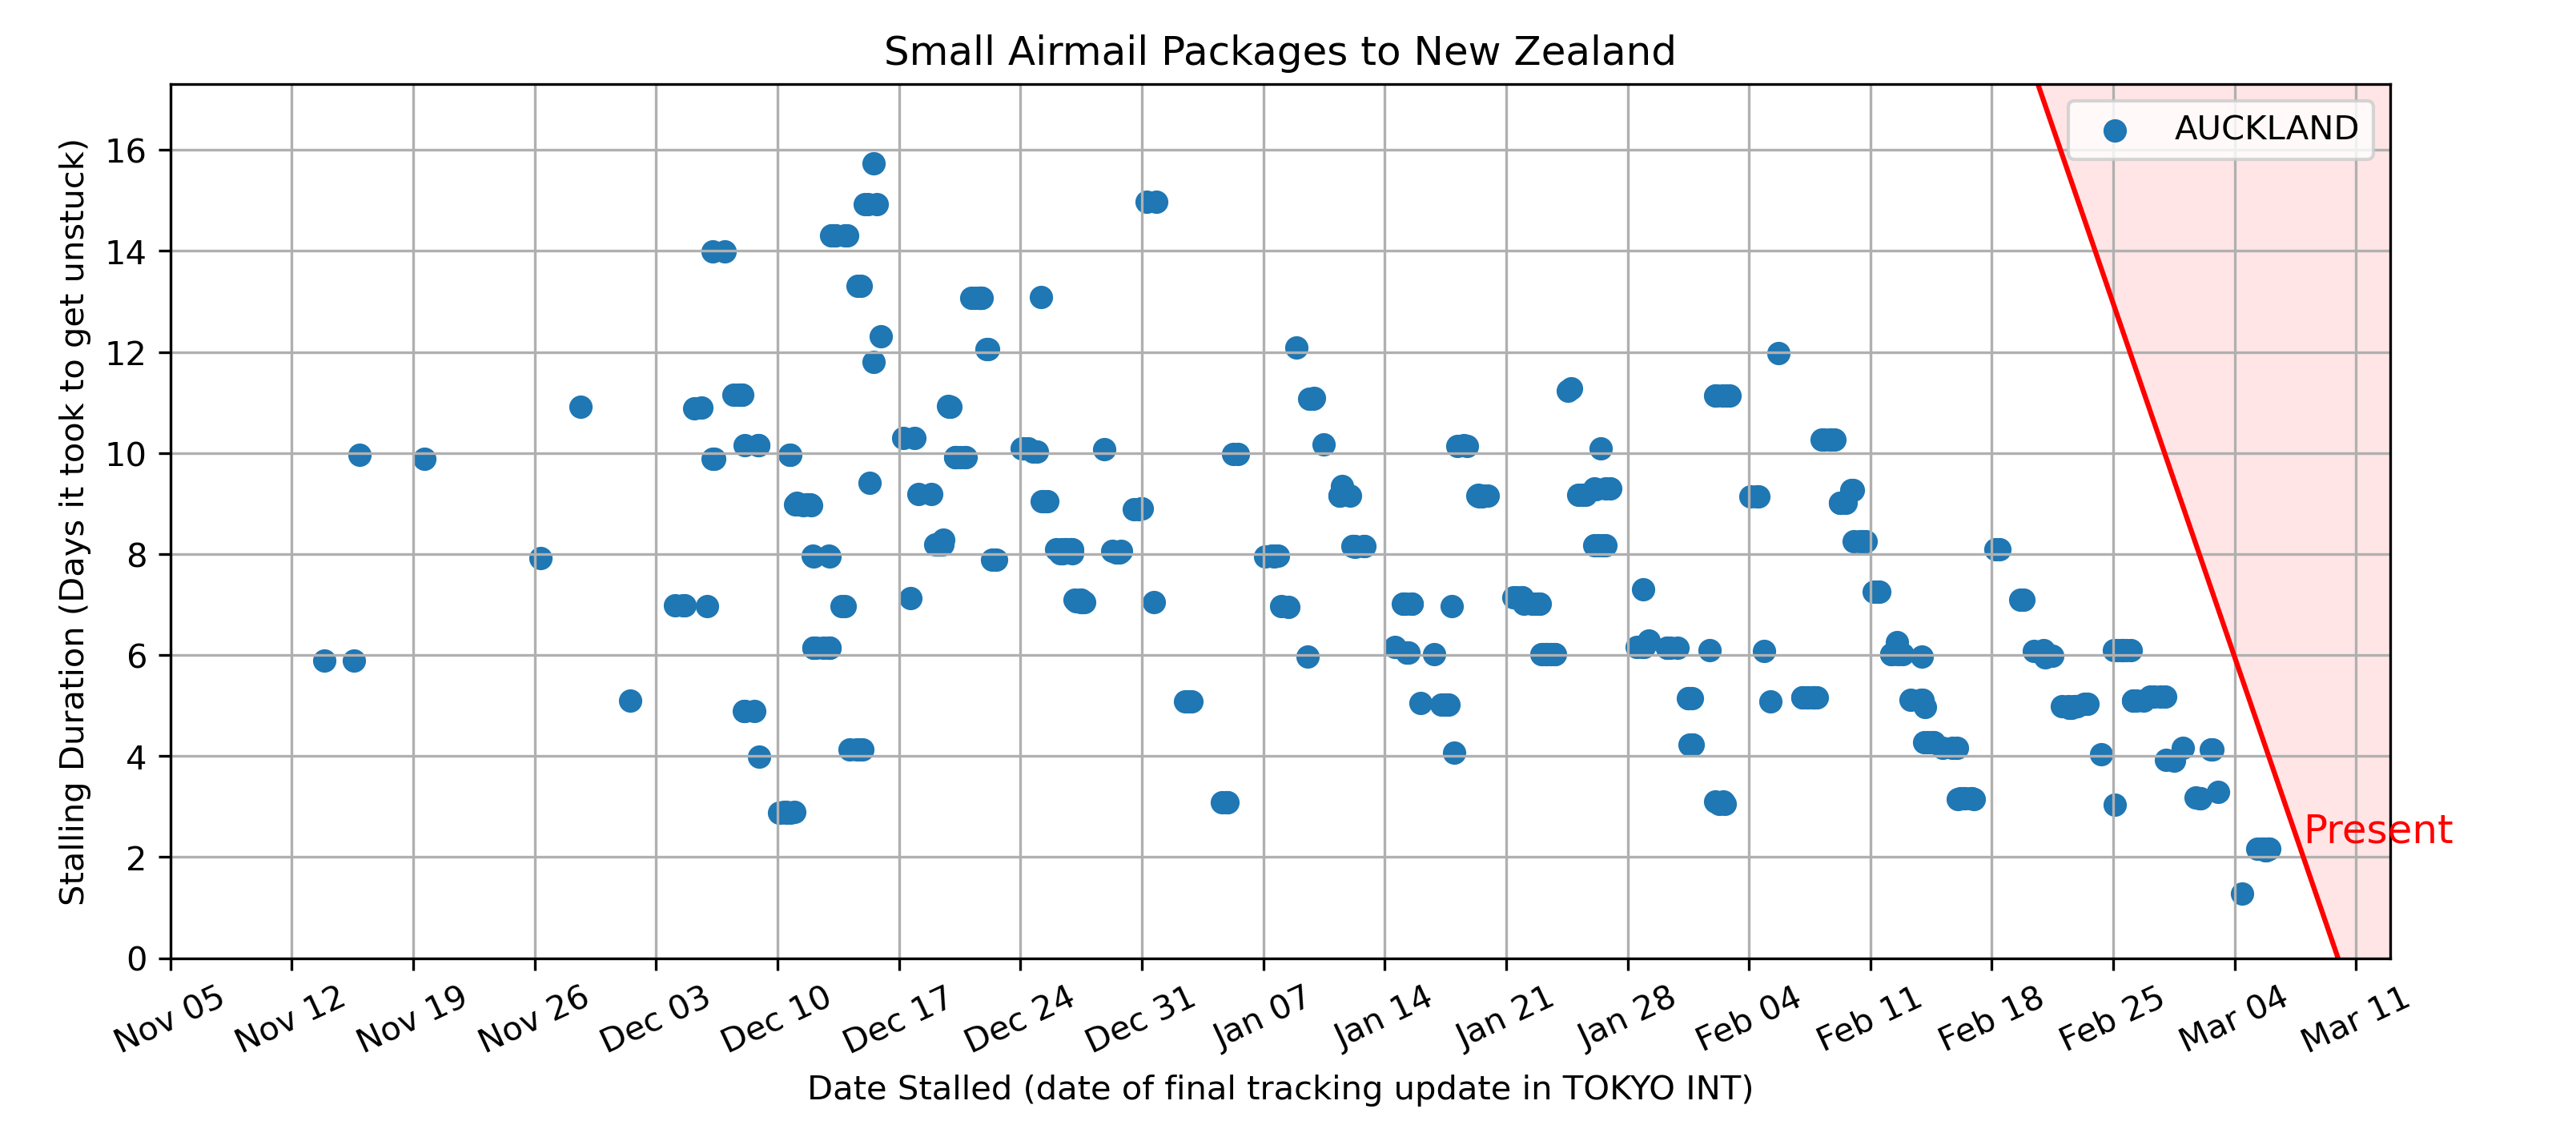 Small Airmail Packages to New Zealand
AUCKLAND
Stalling Duration (Days it took to get unstuck)
16
14
12
10
8
6
4
2
0
Present
Nov 05
Nov 12
Nov 19
Nov 26
Dec 03
Dec 10
Dec 17
Dec 24
Dec 31
Jan 07
Jan 14
Jan 21
Jan 28
Feb 04
Feb 11
Feb 18
Feb 25
Mar 04
Mar 11
Date Stalled (date of final tracking update in TOKYO INT)